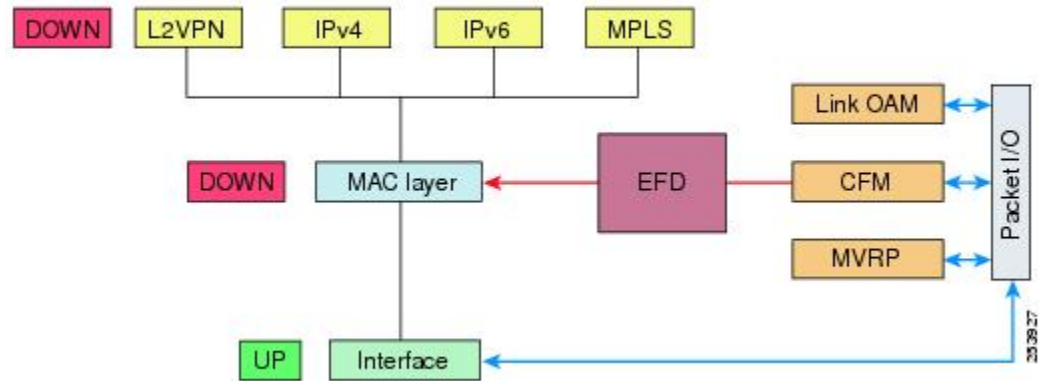 DOWN L2VPN IPv4 IPv6 MPLS
Link OAM
DOWN MAC layer EFD CFM
Packet I/O
MVRP
UP Interface
253927